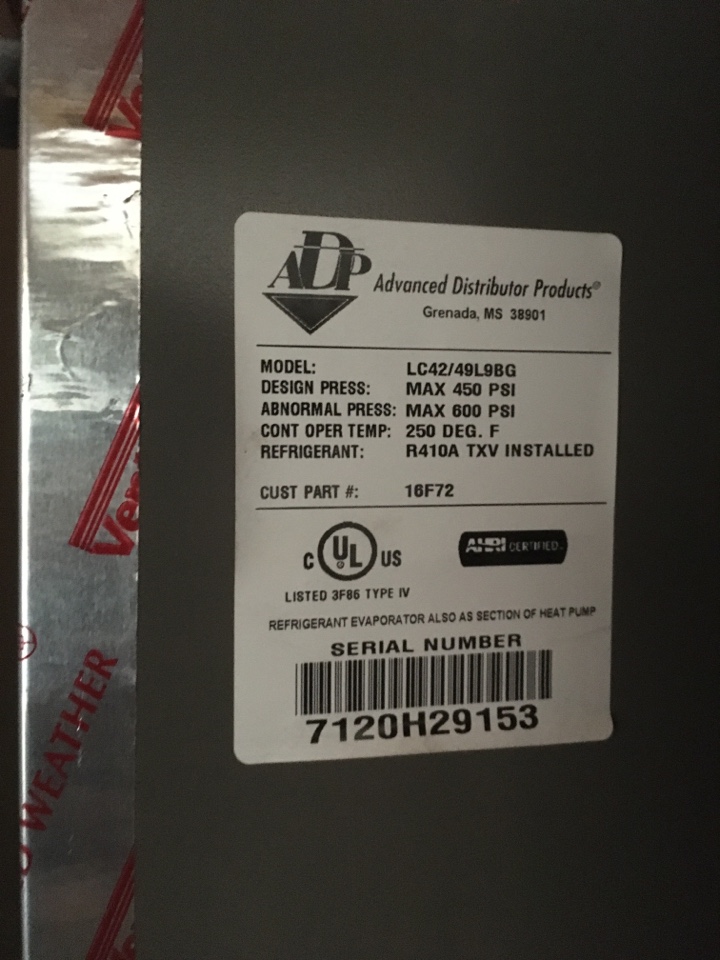 ADP Advanced Distributor Products®
Grenada, MS 38901
MODEL: LC42/49L9BG
DESIGN PRESS: MAX 450 PSI
ABNORMAL PRESS: MAX 600 PSI
CONT OPER TEMP: 250 DEG. F
REFRIGERANT: R410A TXV INSTALLED
CUST PART #: 16F72
C UL US
AHRI CERTIFIED
LISTED 3F86 TYPE IV
REFRIGERANT EVAPORATOR ALSO AS SECTION OF HEAT PUMP
SERIAL NUMBER
7120H29153
WEATHER